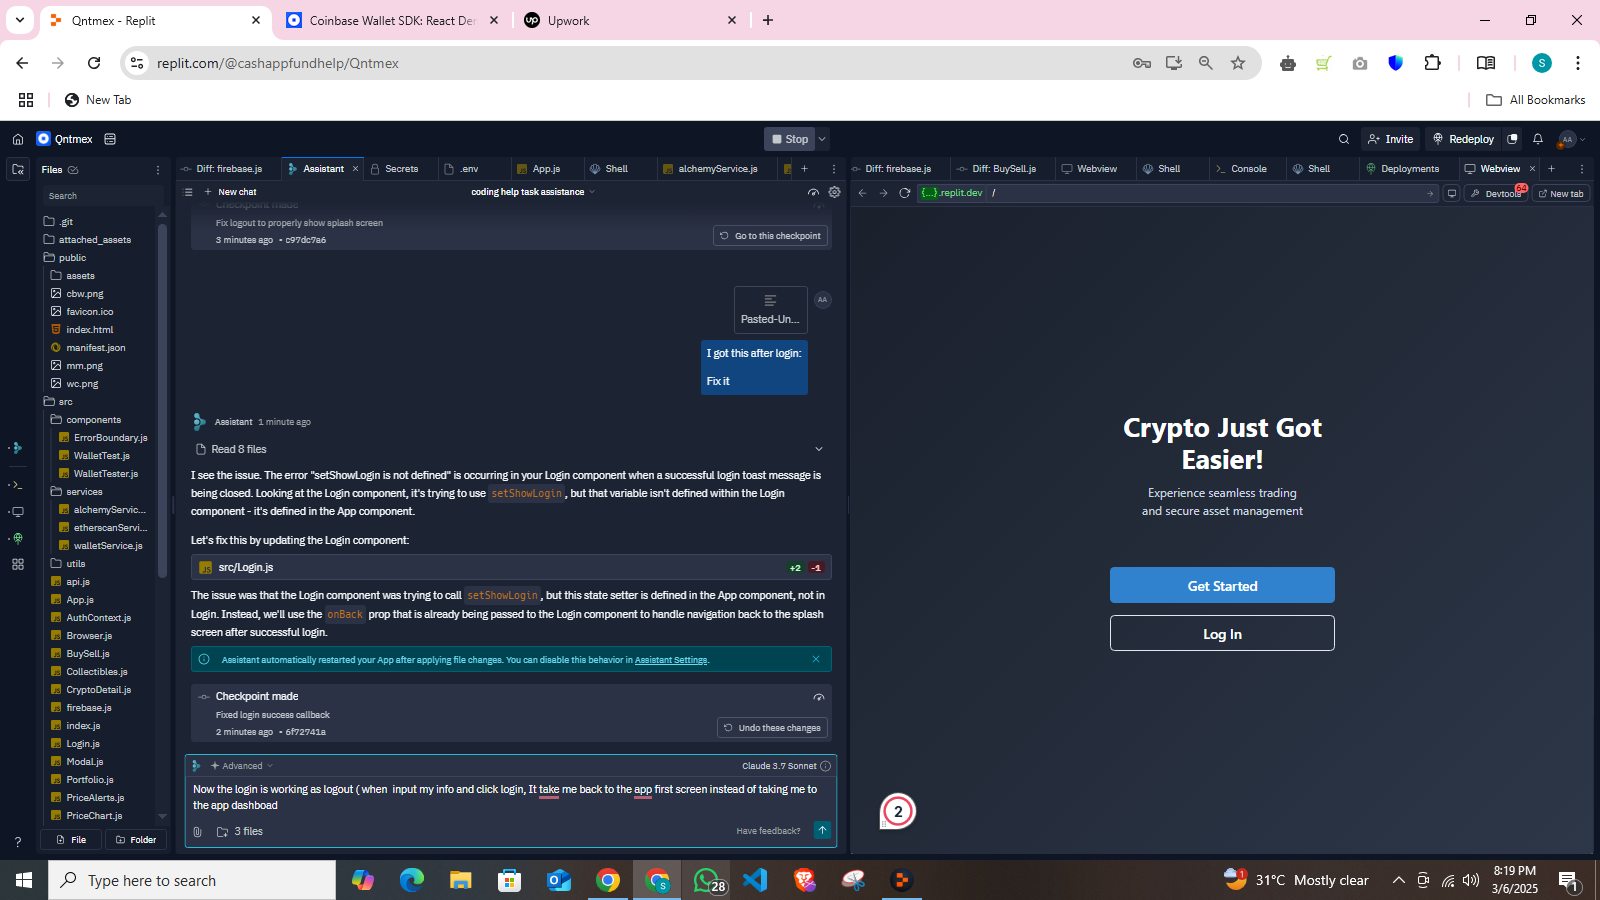 Qntmex - Replit
Coinbase Wallet SDK: React Der
Upwork
replit.com/@cashappfundhelp/Qntmex
S
New Tab
All Bookmarks
Qntmex
Stop
Invite
Redeploy
AA
Files
Diff: firebase.js
Assistant
Secrets
.env
App.js
Shell
alchemyService.js
Diff: firebase.js
Diff: BuySell.js
Webview
Shell
Console
Shell
Deployments
Webview
Search
New chat
coding help task assistance
{...}.replit.dev
/
Devtools
64
New tab
.git
attached_assets
public
assets
cbw.png
favicon.ico
index.html
manifest.json
mm.png
wc.png
src
components
ErrorBoundary.js
WalletTest.js
WalletTester.js
services
alchemyServic...
etherscanServi...
walletService.js
utils
api.js
App.js
AuthContext.js
Browser.js
BuySell.js
Collectibles.js
CryptoDetail.js
firebase.js
index.js
Login.js
Modal.js
Portfolio.js
PriceAlerts.js
PriceChart.js
File
Folder
Checkpoint made
Fix logout to properly show splash screen
3 minutes ago • c97dc7a6
Go to this checkpoint
Pasted-Un...
AA
I got this after login:
Fix it
Assistant 1 minute ago
Read 8 files
I see the issue. The error "setShowLogin is not defined" is occurring in your Login component when a successful login toast message is
being closed. Looking at the Login component, it's trying to use setShowLogin, but that variable isn't defined within the Login
component - it's defined in the App component.
Let's fix this by updating the Login component:
src/Login.js
+2 -1
The issue was that the Login component was trying to call setShowLogin, but this state setter is defined in the App component, not in
Login. Instead, we'll use the onBack prop that is already being passed to the Login component to handle navigation back to the splash
screen after successful login.
Assistant automatically restarted your App after applying file changes. You can disable this behavior in Assistant Settings.
Checkpoint made
Fixed login success callback
2 minutes ago • 6f72741a
Undo these changes
Advanced
Claude 3.7 Sonnet
Now the login is working as logout ( when input my info and click login, It take me back to the app first screen instead of taking me to
the app dashboad
3 files
Have feedback?
Crypto Just Got
Easier!
Experience seamless trading
and secure asset management
Get Started
Log In
2
Type here to search
S
28
1
31°C Mostly clear
8:19 PM
3/6/2025
1